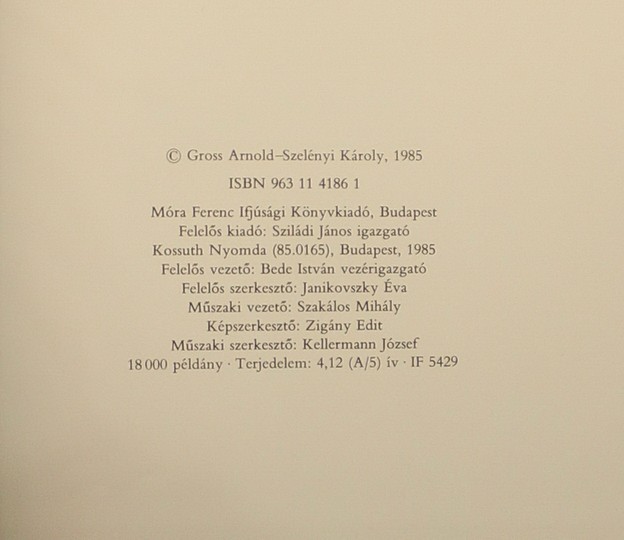 © Gross Arnold–Szelényi Károly, 1985
ISBN 963 11 4186 1
Móra Ferenc Ifjúsági Könyvkiadó, Budapest
Felelős kiadó: Sziládi János igazgató
Kossuth Nyomda (85.0165), Budapest, 1985
Felelős vezető: Bede István vezérigazgató
Felelős szerkesztő: Janikovszky Éva
Műszaki vezető: Szakálos Mihály
Képszerkesztő: Zigány Edit
Műszaki szerkesztő: Kellermann József
18 000 példány · Terjedelem: 4,12 (A/5) ív · IF 5429